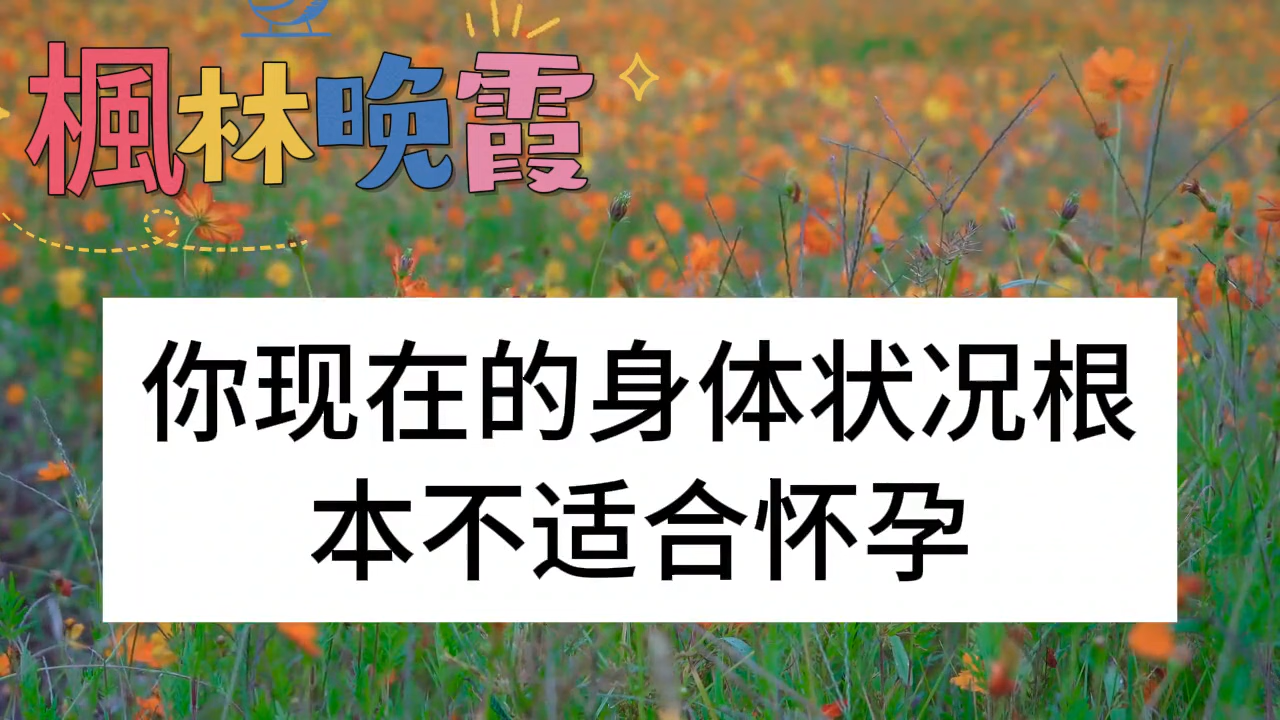 楓林晚霞
你现在的身体状况根
本不适合怀孕